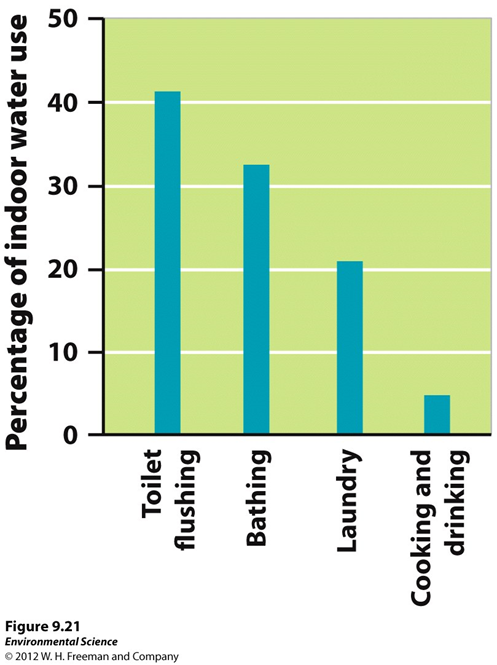 Percentage of indoor water use
50
40
30
20
10
0
Toilet
flushing
Bathing
Laundry
Cooking and
drinking
Figure 9.21
Environmental Science
© 2012 W. H. Freeman and Company